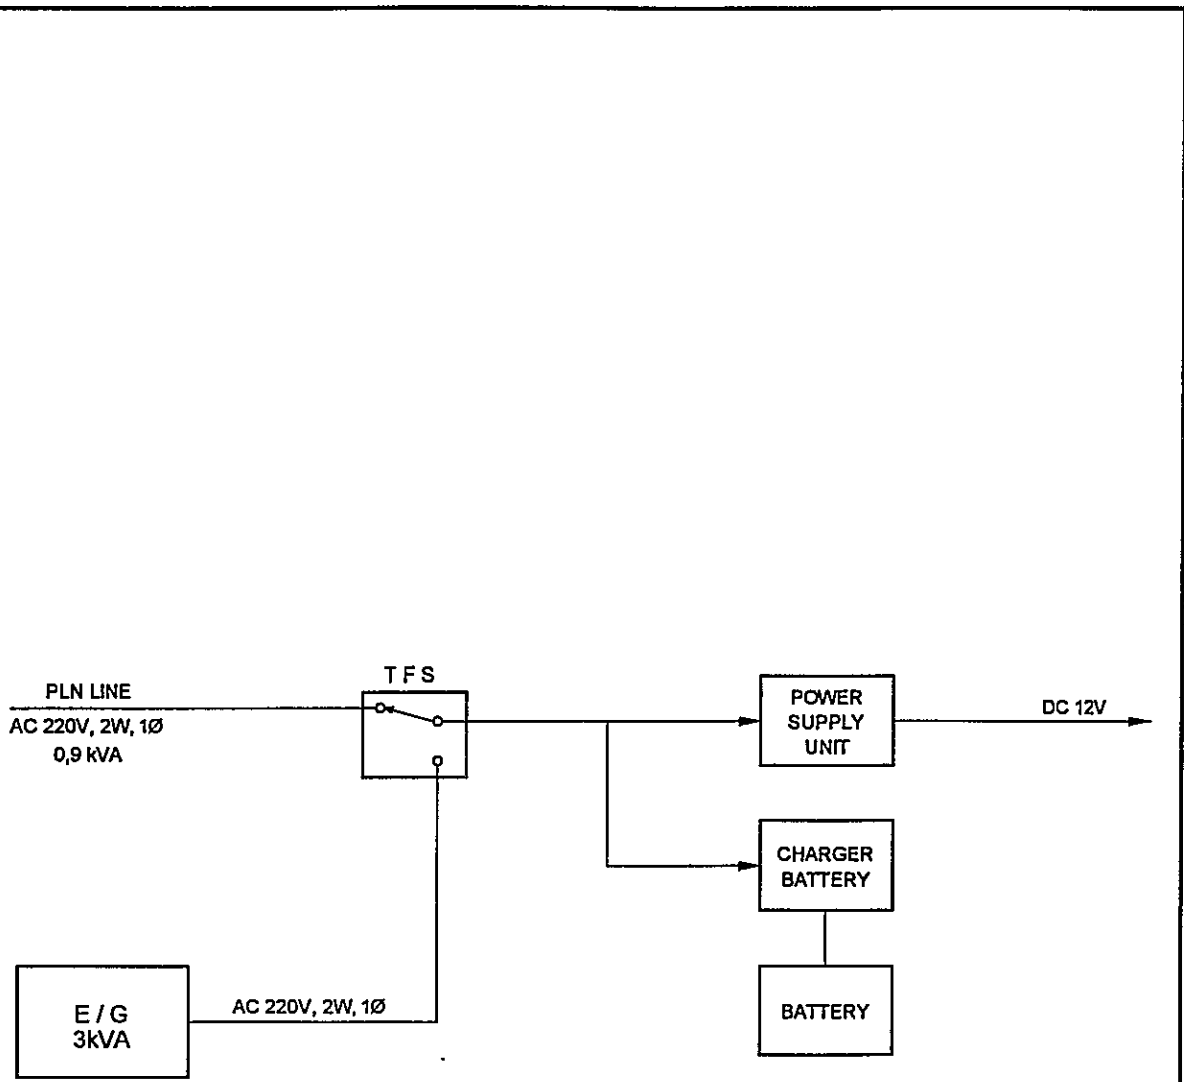 T F S
PLN LINE
AC 220V, 2W, 1Ø
0,9 kVA
POWER
SUPPLY
UNIT
DC 12V
CHARGER
BATTERY
E / G
3kVA
AC 220V, 2W, 1Ø
BATTERY